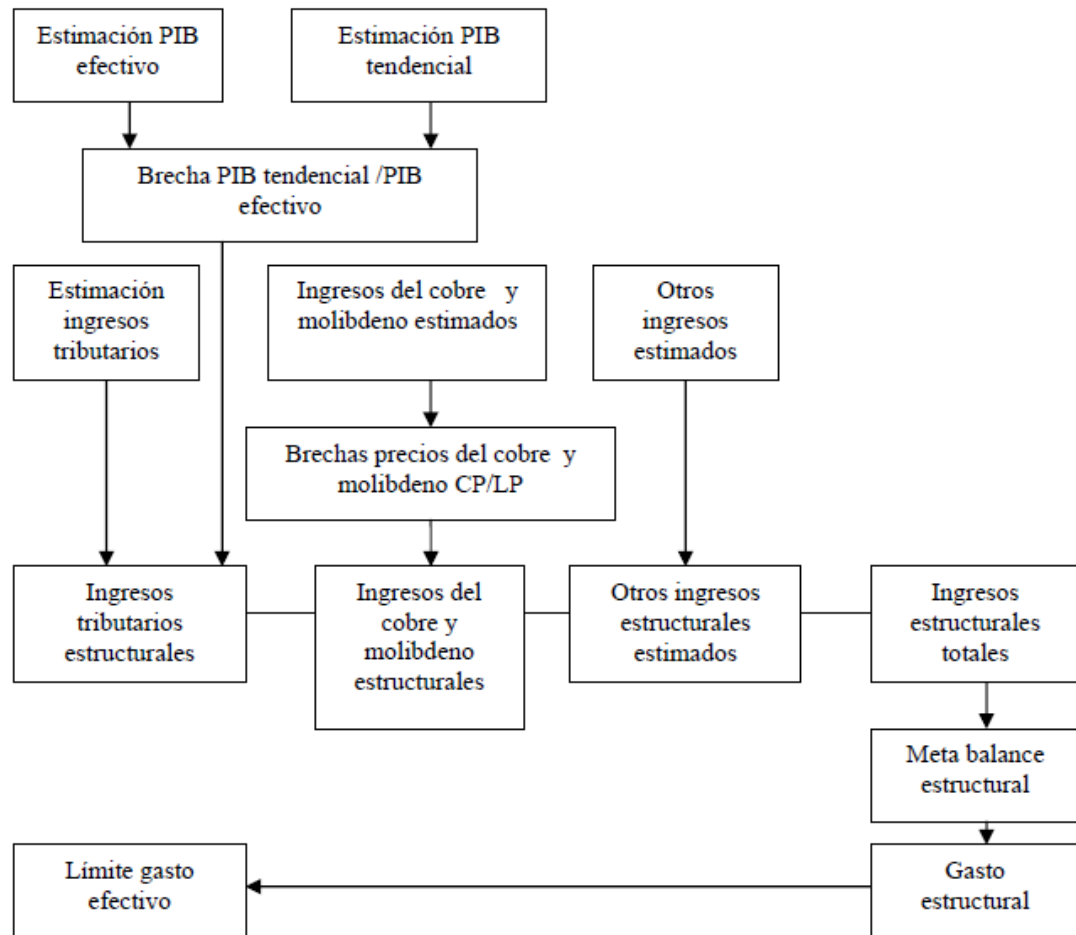 Estimación PIB
efectivo
Estimación PIB
tendencial
Brecha PIB tendencial /PIB
efectivo
Estimación
ingresos
tributarios
Ingresos del cobre y
molibdeno estimados
Otros
ingresos
estimados
Brechas precios del cobre y
molibdeno CP/LP
Ingresos
tributarios
estructurales
Ingresos del
cobre y
molibdeno
estructurales
Otros ingresos
estructurales
estimados
Ingresos
estructurales
totales
Meta balance
estructural
Límite gasto
efectivo
Gasto
estructural